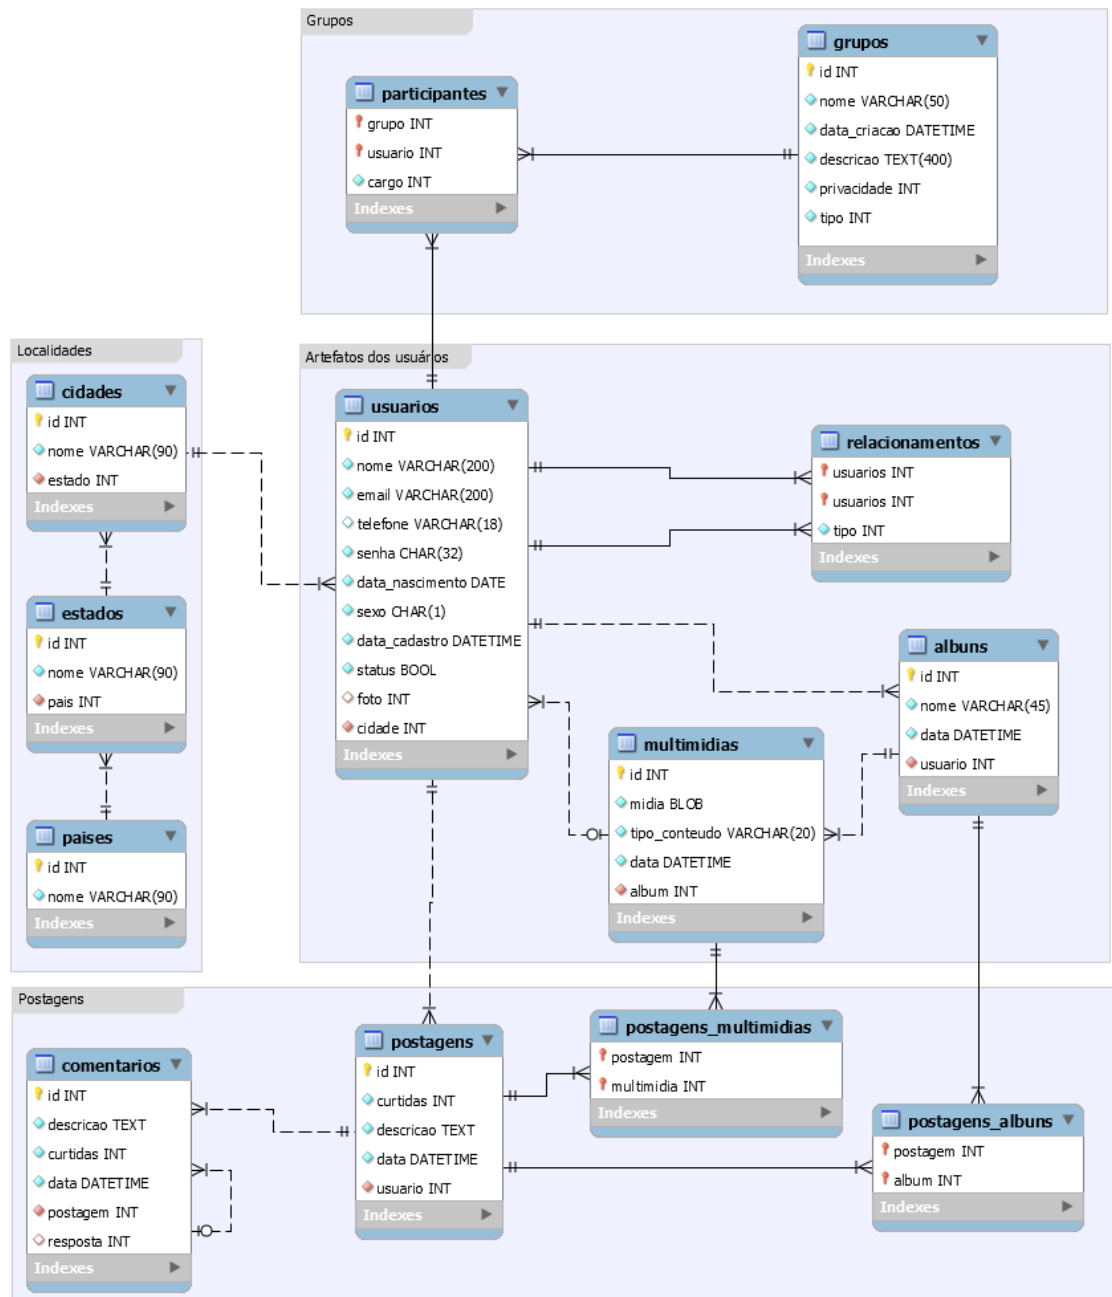 Grupos
grupos
id INT
nome VARCHAR(50)
data_criacao DATETIME
descricao TEXT(400)
privacidade INT
tipo INT
Indexes
participantes
grupo INT
usuario INT
cargo INT
Indexes
Localidades
cidades
id INT
nome VARCHAR(90)
estado INT
Indexes
estados
id INT
nome VARCHAR(90)
pais INT
Indexes
paises
id INT
nome VARCHAR(90)
Indexes
Artefatos dos usuários
usuarios
id INT
nome VARCHAR(200)
email VARCHAR(200)
telefone VARCHAR(18)
senha CHAR(32)
data_nascimento DATE
sexo CHAR(1)
data_cadastro DATETIME
status BOOL
foto INT
cidade INT
Indexes
relacionamentos
usuarios INT
usuarios INT
tipo INT
Indexes
albuns
id INT
nome VARCHAR(45)
data DATETIME
usuario INT
Indexes
multimidias
id INT
midia BLOB
tipo_conteudo VARCHAR(20)
data DATETIME
album INT
Indexes
Postagens
comentarios
id INT
descricao TEXT
curtidas INT
data DATETIME
postagem INT
resposta INT
Indexes
postagens
id INT
curtidas INT
descricao TEXT
data DATETIME
usuario INT
Indexes
postagens_multimidias
postagem INT
multimidia INT
Indexes
postagens_albuns
postagem INT
album INT
Indexes